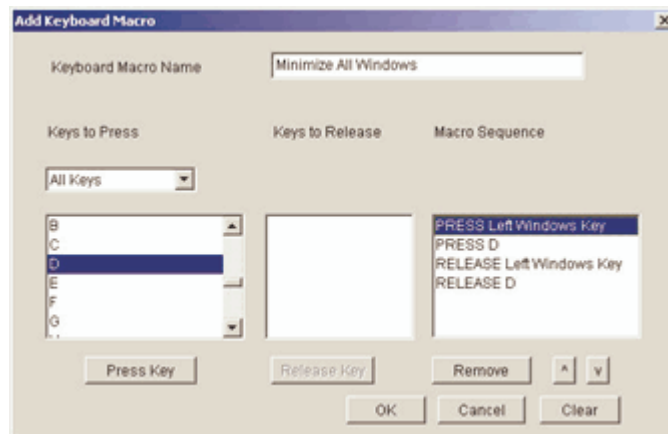 Add Keyboard Macro
Keyboard Macro Name
Minimize All Windows
Keys to Press
Keys to Release
Macro Sequence
All Keys
B
C
D
E
F
G
PRESS Left Windows Key
PRESS D
RELEASE Left Windows Key
RELEASE D
Press Key
Release Key
Remove
^
v
OK
Cancel
Clear